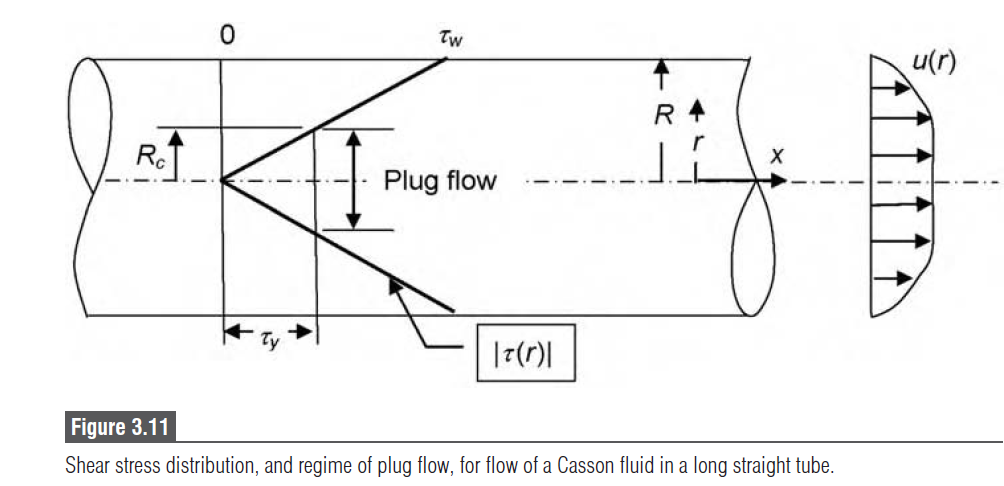 0
τw
u(r)
R
r
Rc
x
Plug flow
τy
|τ(r)|
Figure 3.11
Shear stress distribution, and regime of plug flow, for flow of a Casson fluid in a long straight tube.